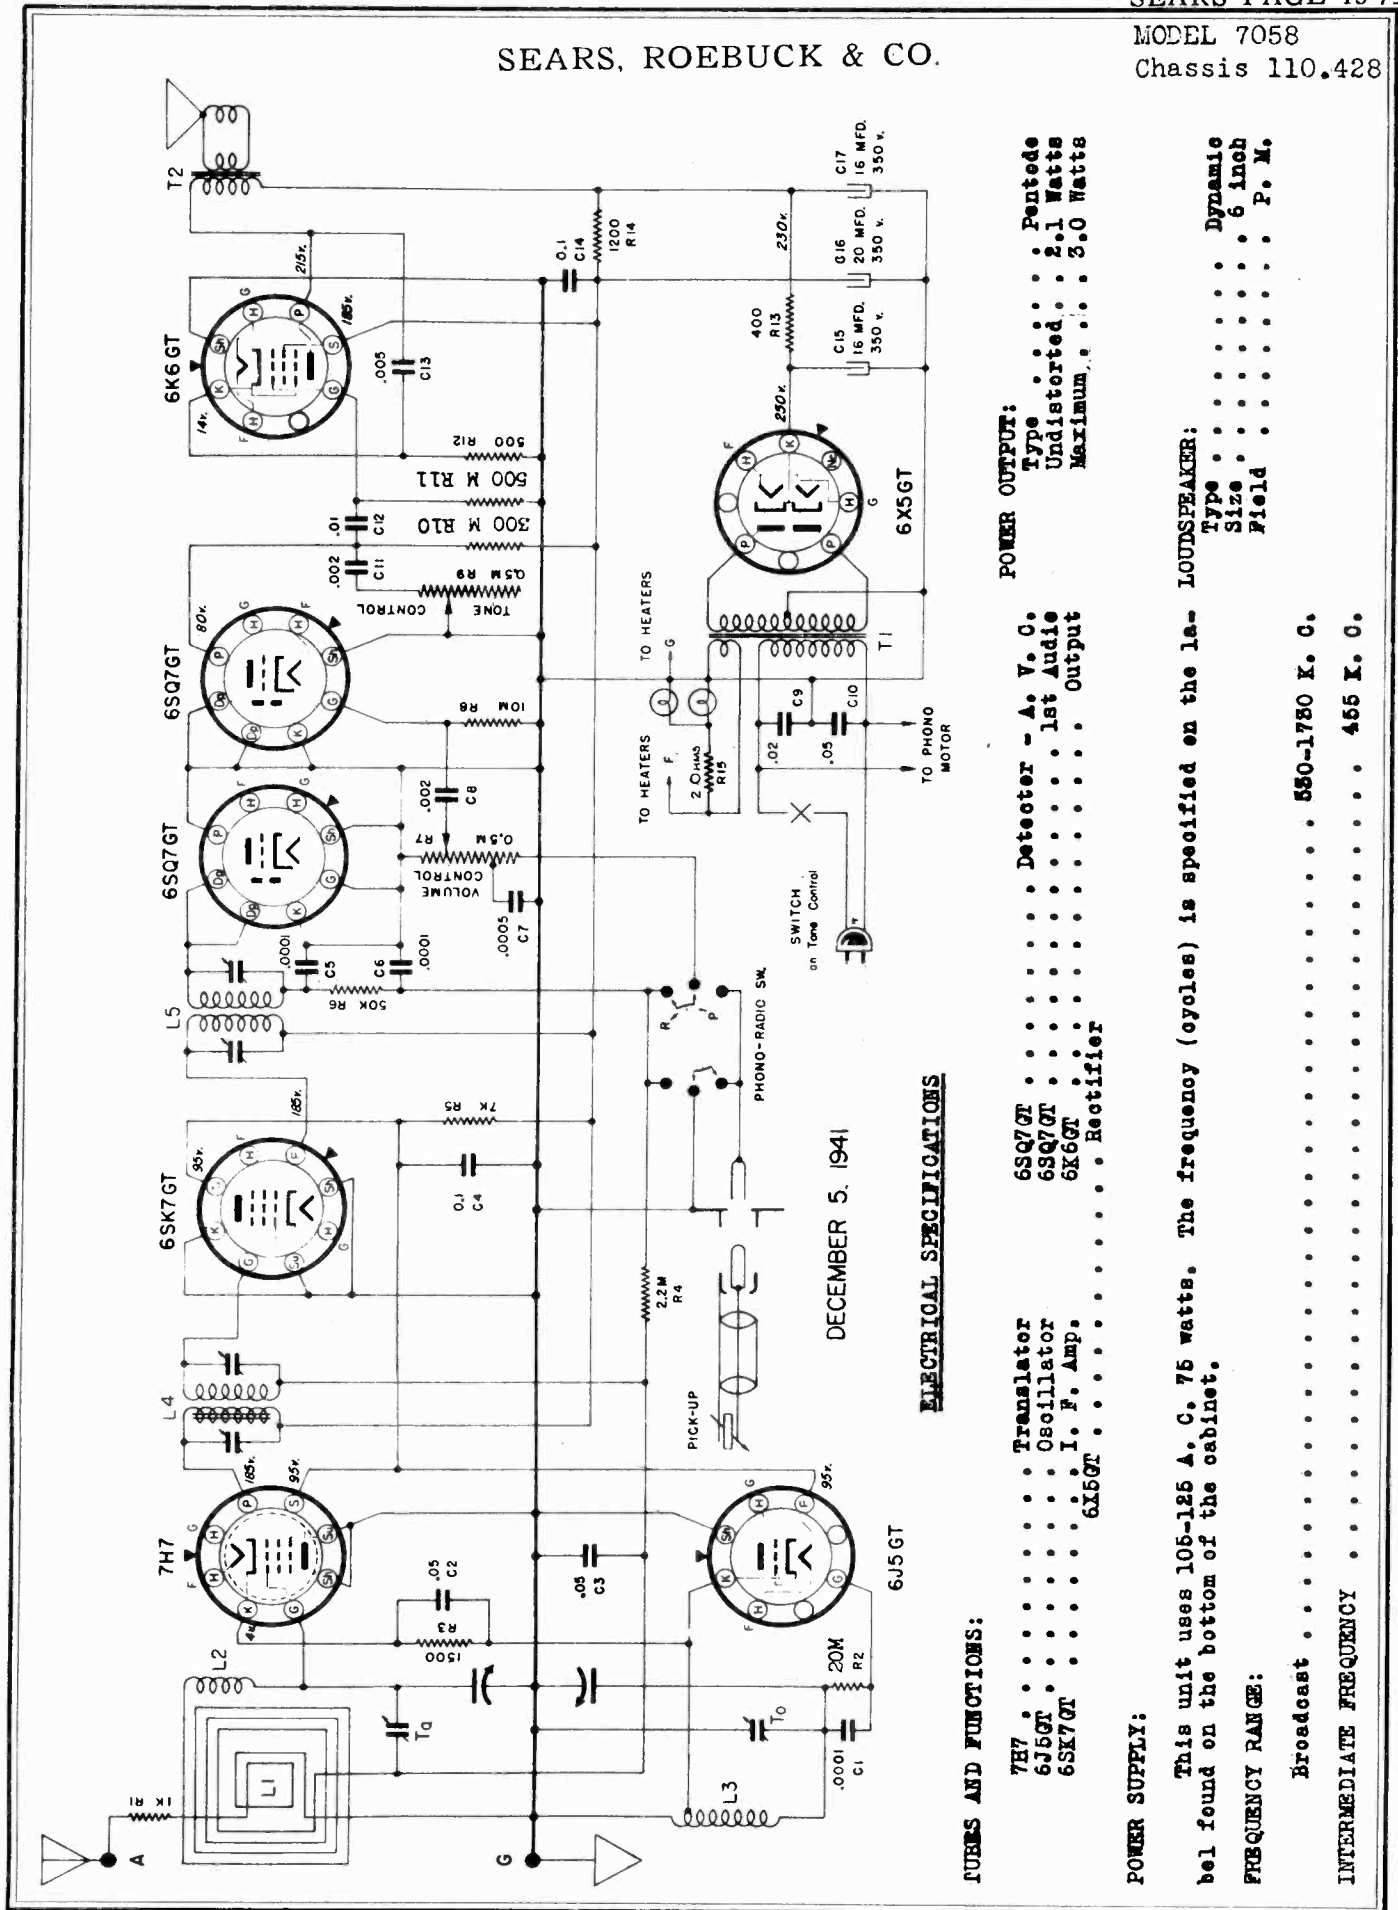 SEARS, ROEBUCK & CO.
MODEL 7058
Chassis 110.428
T2
6K6GT
6SQ7GT
6SQ7GT
L5
6SK7GT
L4
7H7
L2
L1
1K R1
A
G
Ta
1500
R3
.05
C2
.05
C3
To
20M
R2
.0001
C1
L3
6J5GT
95v.
185v.
95v.
95v.
185v.
7K R5
0.1
C4
2.2M
R4
.0001
C5
50K R6
C6
.0001
VOLUME
CONTROL
R7
0.5M
.0005
C7
.002
C8
10M
R8
80v.
TONE
CONTROL
0.5M R9
.002
C11
.01
C12
300 M R10
500 M R11
500 R12
14v.
.005
C13
215v.
185v.
0.1
C14
1200
R14
PICK-UP
PHONO-RADIO SW.
R
P
SWITCH
on Tone Control
TO HEATERS
F
TO HEATERS
G
2 OHMS
R15
.02
C9
.05
C10
TO PHONO
MOTOR
T1
6X5GT
250v.
400
R13
230v.
C15
16 MFD.
350 v.
C16
20 MFD.
350 v.
C17
16 MFD.
350 v.
DECEMBER 5, 1941
ELECTRICAL SPECIFICATIONS
TUBES AND FUNCTIONS:
7H7 . . . . . . . . . . Translator
6J5GT . . . . . . . . . Oscillator
6SK7GT . . . . . . . . . I. F. Amp.
6SQ7GT . . . . . . . Detector - A. V. C.
6SQ7GT . . . . . . . . . . 1st Audio
6K6GT . . . . . . . . . . . Output
6X5GT . . . . . . . . . . . Rectifier
POWER OUTPUT:
Type . . . . . . Pentode
Undistorted . . 2.1 Watts
Maximum . . . 3.0 Watts
POWER SUPPLY:
This unit uses 105-125 A. C. 75 watts. The frequency (cycles) is specified on the la-
bel found on the bottom of the cabinet.
LOUDSPEAKER:
Type . . . . . . . . Dynamic
Size . . . . . . . . . 6 inch
Field . . . . . . . . . P. M.
FREQUENCY RANGE:
Broadcast . . . . . . . . . . . . . . . . . . . . . . 530-1730 K. C.
INTERMEDIATE FREQUENCY . . . . . . . . . . . . . . . . . . 455 K. C.